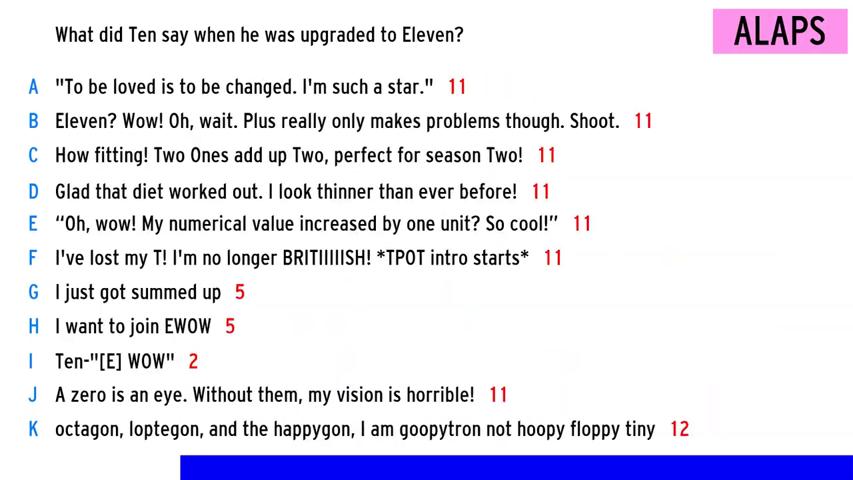 What did Ten say when he was upgraded to Eleven?
ALAPS
A "To be loved is to be changed. I'm such a star." 11
B Eleven? Wow! Oh, wait. Plus really only makes problems though. Shoot. 11
C How fitting! Two Ones add up Two, perfect for season Two! 11
D Glad that diet worked out. I look thinner than ever before! 11
E “Oh, wow! My numerical value increased by one unit? So cool!” 11
F I've lost my T! I'm no longer BRITIIIIISH! *TPOT intro starts* 11
G I just got summed up 5
H I want to join EWOW 5
I Ten-"[E] WOW" 2
J A zero is an eye. Without them, my vision is horrible! 11
K octagon, loptegon, and the happygon, I am goopytron not hoopy floppy tiny 12